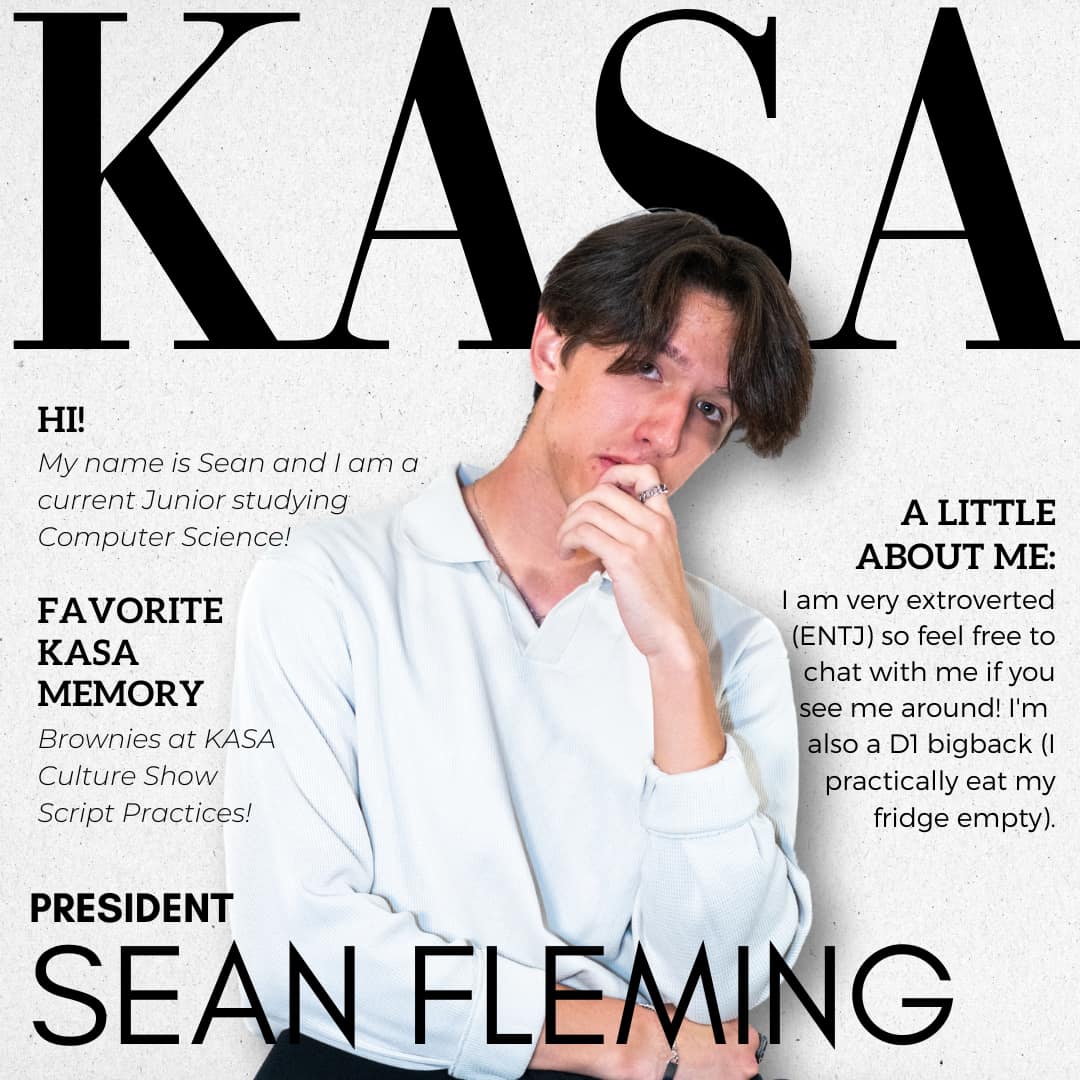 KASA
HI!
My name is Sean and I am a
current Junior studying
Computer Science!
FAVORITE
KASA
MEMORY
Brownies at KASA
Culture Show
Script Practices!
A LITTLE
ABOUT ME:
I am very extroverted
(ENTJ) so feel free to
chat with me if you
see me around! I'm
also a D1 bigback (I
practically eat my
fridge empty).
PRESIDENT
SEAN FLEMING